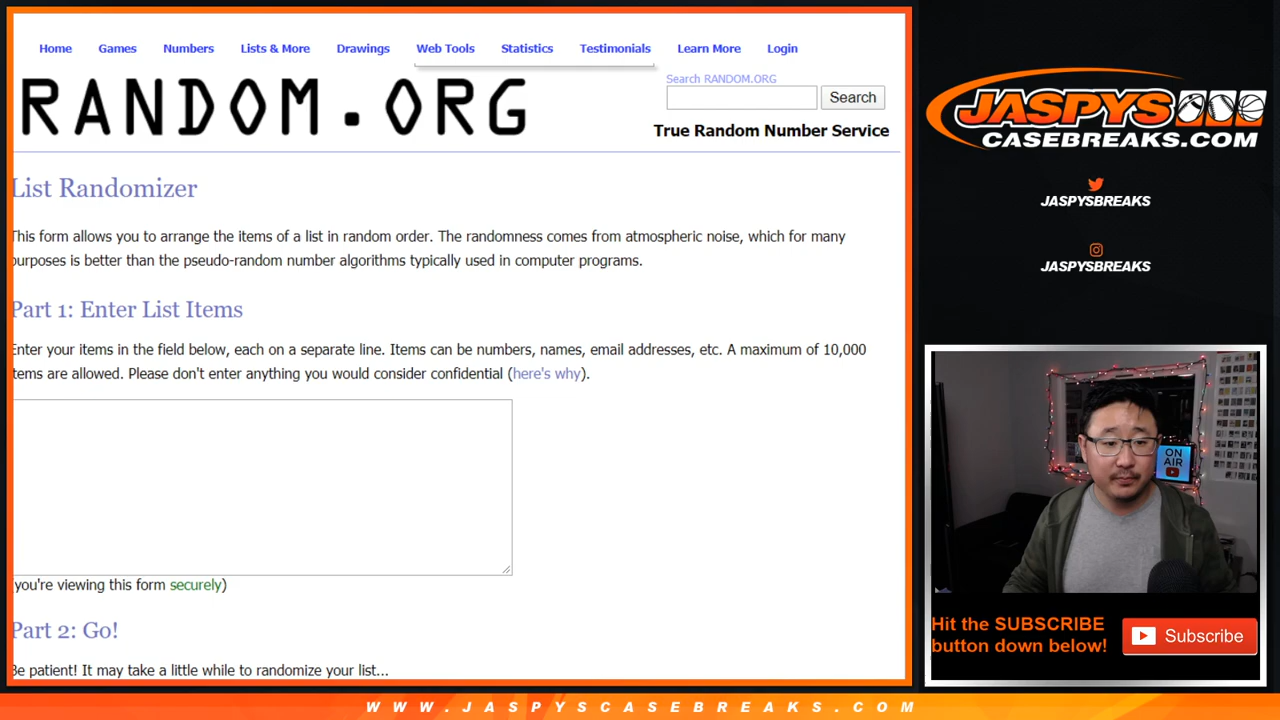 Home Games Numbers Lists & More Drawings Web Tools Statistics Testimonials Learn More Login
RANDOM.ORG
Search RANDOM.ORG
Search
True Random Number Service
List Randomizer
This form allows you to arrange the items of a list in random order. The randomness comes from atmospheric noise, which for many
purposes is better than the pseudo-random number algorithms typically used in computer programs.
Part 1: Enter List Items
Enter your items in the field below, each on a separate line. Items can be numbers, names, email addresses, etc. A maximum of 10,000
items are allowed. Please don't enter anything you would consider confidential (here's why).
(you're viewing this form securely)
Part 2: Go!
Be patient! It may take a little while to randomize your list...
JASPYS
CASEBREAKS.COM
JASPYSBREAKS
JASPYSBREAKS
ON
AIR
Hit the SUBSCRIBE
button down below!
Subscribe
WWW.JASPYSCASEBREAKS.COM